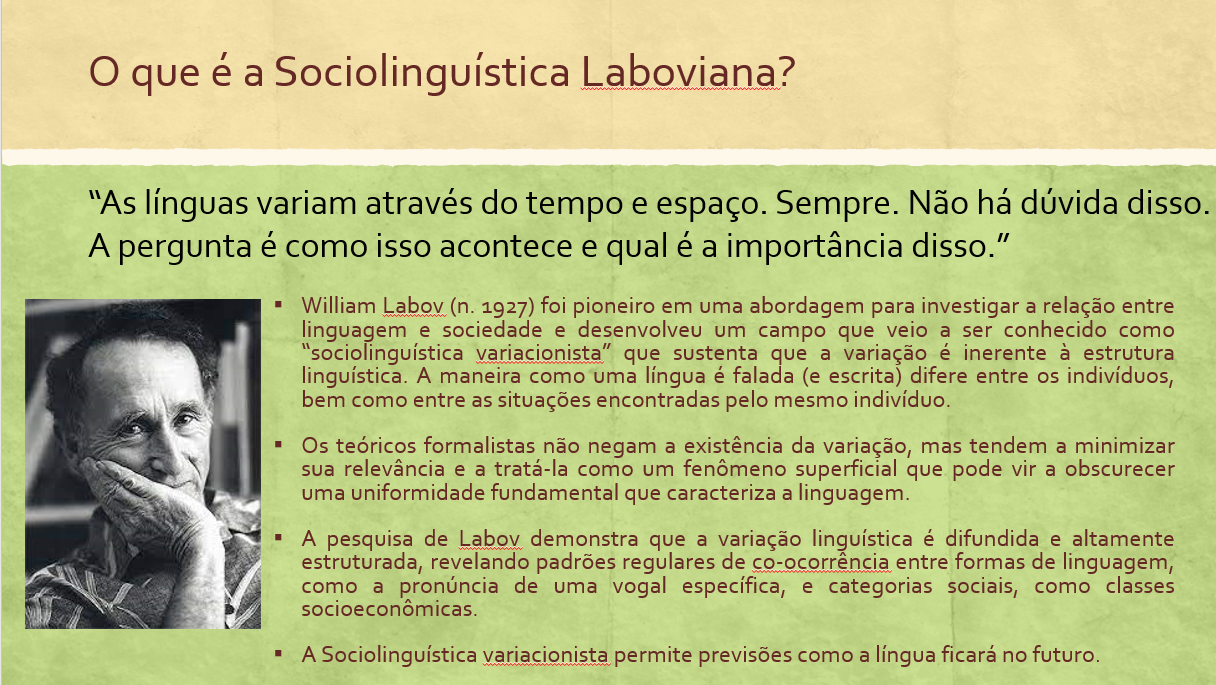 O que é a Sociolinguística Laboviana?
“As línguas variam através do tempo e espaço. Sempre. Não há dúvida disso.
A pergunta é como isso acontece e qual é a importância disso.”
▪ William Labov (n. 1927) foi pioneiro em uma abordagem para investigar a relação entre
linguagem e sociedade e desenvolveu um campo que veio a ser conhecido como
“sociolinguística variacionista” que sustenta que a variação é inerente à estrutura
linguística. A maneira como uma língua é falada (e escrita) difere entre os indivíduos,
bem como entre as situações encontradas pelo mesmo indivíduo.
▪ Os teóricos formalistas não negam a existência da variação, mas tendem a minimizar
sua relevância e a tratá-la como um fenômeno superficial que pode vir a obscurecer
uma uniformidade fundamental que caracteriza a linguagem.
▪ A pesquisa de Labov demonstra que a variação linguística é difundida e altamente
estruturada, revelando padrões regulares de co-ocorrência entre formas de linguagem,
como a pronúncia de uma vogal específica, e categorias sociais, como classes
socioeconômicas.
▪ A Sociolinguística variacionista permite previsões como a língua ficará no futuro.